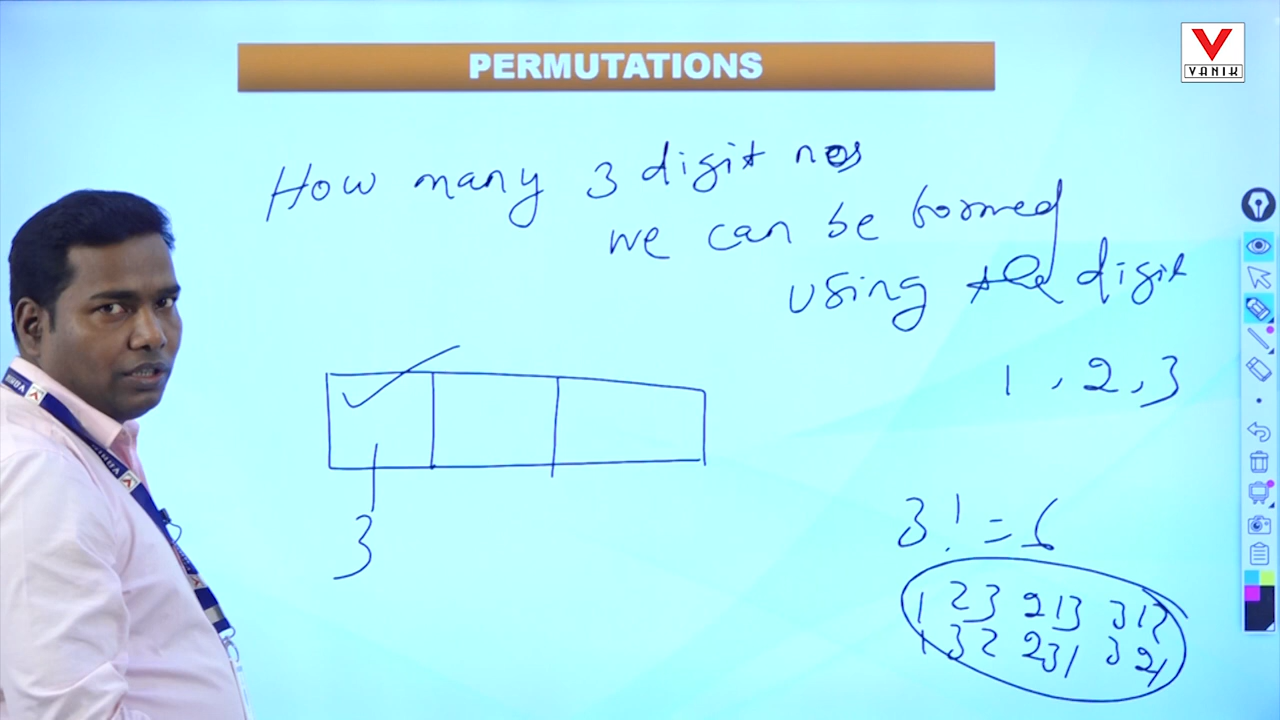 PERMUTATIONS
VANIK
How many 3 digit nos
we can be formed
using the digit
1, 2, 3
3
3! = 6
123 213 312
132 231 321